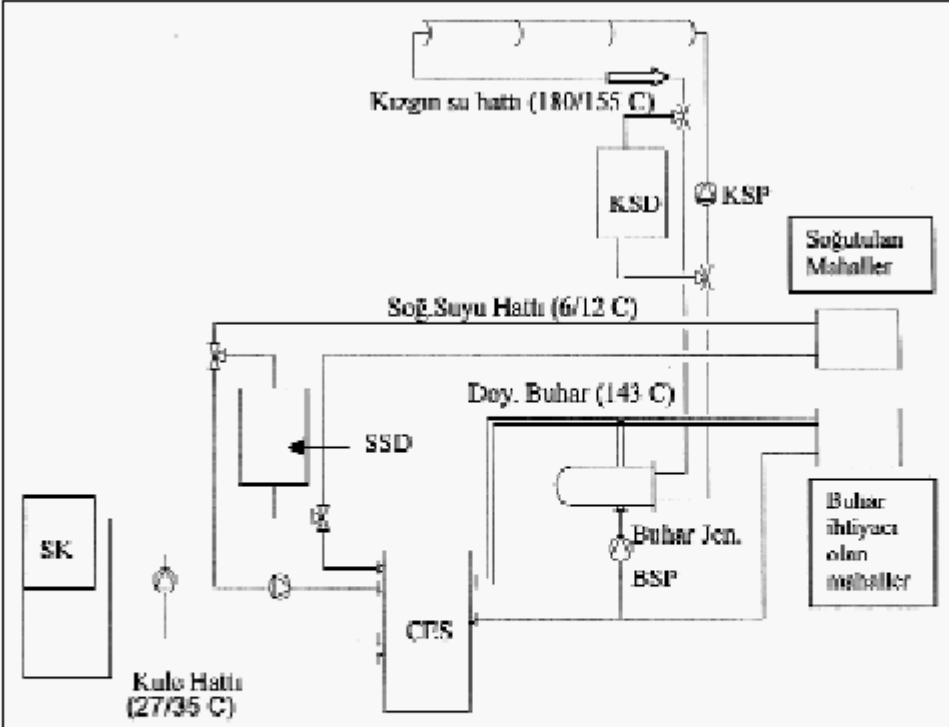 Kızgın su hattı (180/155 C)
KSD
KSP
Soğutulan
Mahaller
Soğ.Suyu Hattı (6/12 C)
Doy. Buhar (143 C)
SSD
Buhar
ihtiyacı
olan
mahaller
Buhar Jen.
BSP
SK
ÇES
Kule Hattı
(27/35 C)